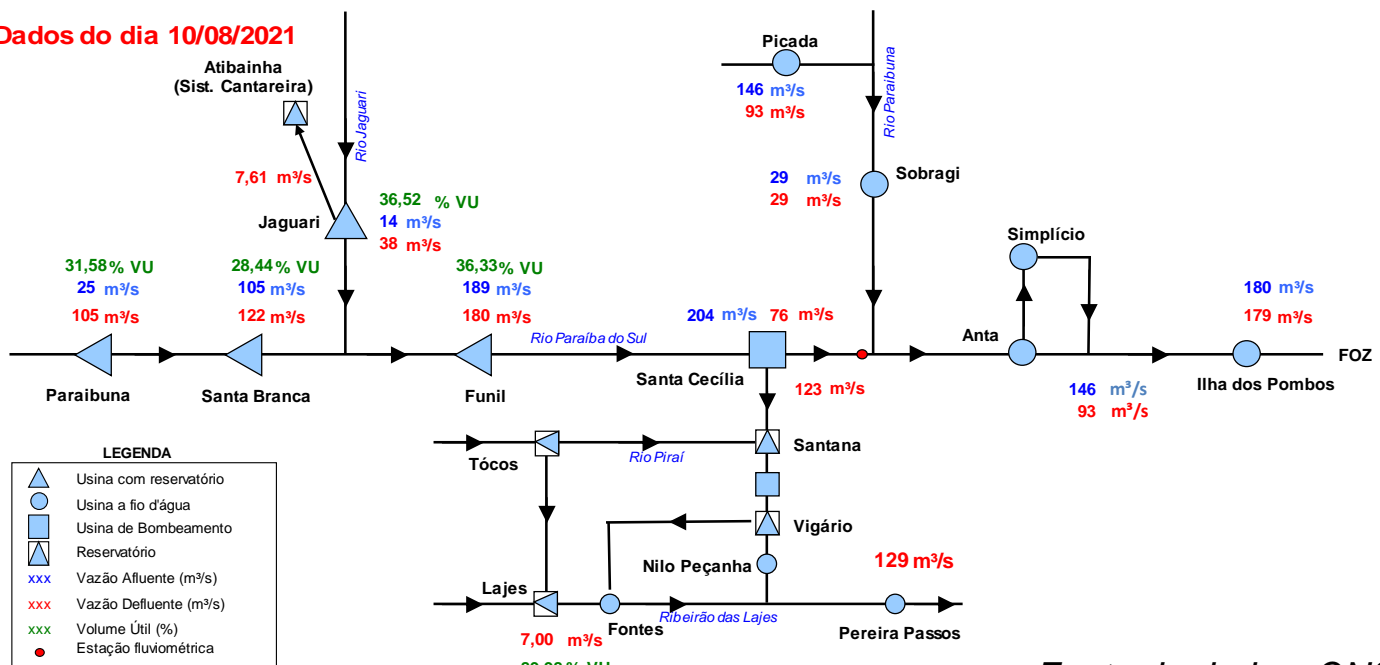 Dados do dia 10/08/2021
Atibainha
(Sist. Cantareira)
Rio Jaguari
7,61 m³/s
Jaguari
36,52 % VU
14 m³/s
38 m³/s
Picada
146 m³/s
93 m³/s
Rio Paraibuna
29 m³/s
29 m³/s
Sobragi
31,58% VU
25 m³/s
105 m³/s
Paraibuna
28,44% VU
105 m³/s
122 m³/s
Santa Branca
36,33% VU
189 m³/s
180 m³/s
Funil
Rio Paraíba do Sul
204 m³/s 76 m³/s
Santa Cecília
123 m³/s
Simplício
Anta
146 m³/s
93 m³/s
180 m³/s
179 m³/s
Ilha dos Pombos
FOZ
Tócos
Rio Piraí
Santana
Vigário
Nilo Peçanha
129 m³/s
Lajes
Fontes
Ribeirão das Lajes
Pereira Passos
7,00 m³/s
LEGENDA
Usina com reservatório
Usina a fio d'água
Usina de Bombeamento
Reservatório
xxx Vazão Afluente (m³/s)
xxx Vazão Defluente (m³/s)
xxx Volume Útil (%)
Estação fluviométrica